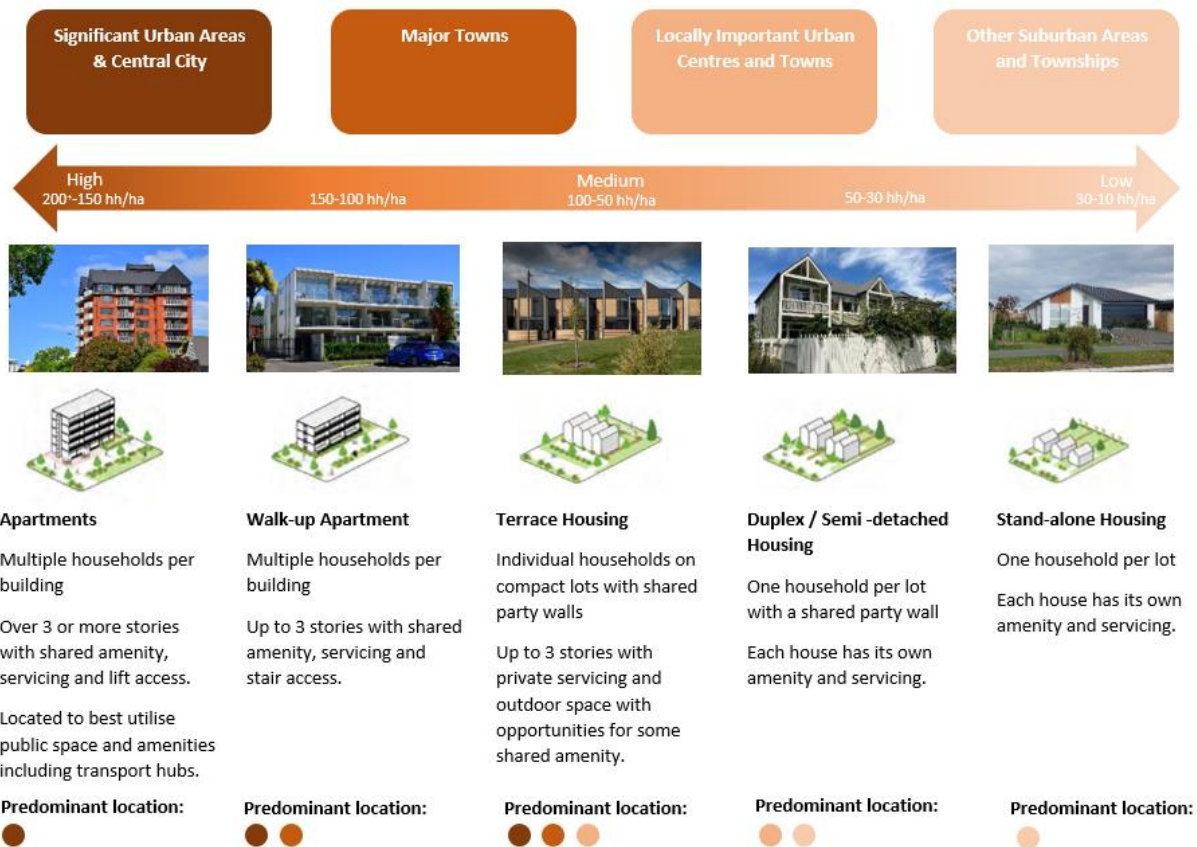 Significant Urban Areas
& Central City
Major Towns
Locally Important Urban
Centres and Towns
Other Suburban Areas
and Townships
High
200+-150 hh/ha
150-100 hh/ha
Medium
100-50 hh/ha
50-30 hh/ha
Low
30-10 hh/ha
Apartments
Multiple households per
building
Over 3 or more stories
with shared amenity,
servicing and lift access.
Located to best utilise
public space and amenities
including transport hubs.
Predominant location:
Walk-up Apartment
Multiple households per
building
Up to 3 stories with shared
amenity, servicing and
stair access.
Predominant location:
Terrace Housing
Individual households on
compact lots with shared
party walls
Up to 3 stories with
private servicing and
outdoor space with
opportunities for some
shared amenity.
Predominant location:
Duplex / Semi -detached
Housing
One household per lot
with a shared party wall
Each house has its own
amenity and servicing.
Predominant location:
Stand-alone Housing
One household per lot
Each house has its own
amenity and servicing.
Predominant location: